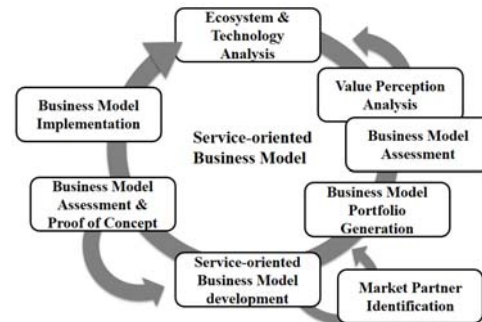 Ecosystem &
Technology
Analysis
Value Perception
Analysis
Business Model
Assessment
Business Model
Portfolio
Generation
Market Partner
Identification
Service-oriented
Business Model
development
Business Model
Assessment &
Proof of Concept
Business Model
Implementation
Service-oriented
Business Model